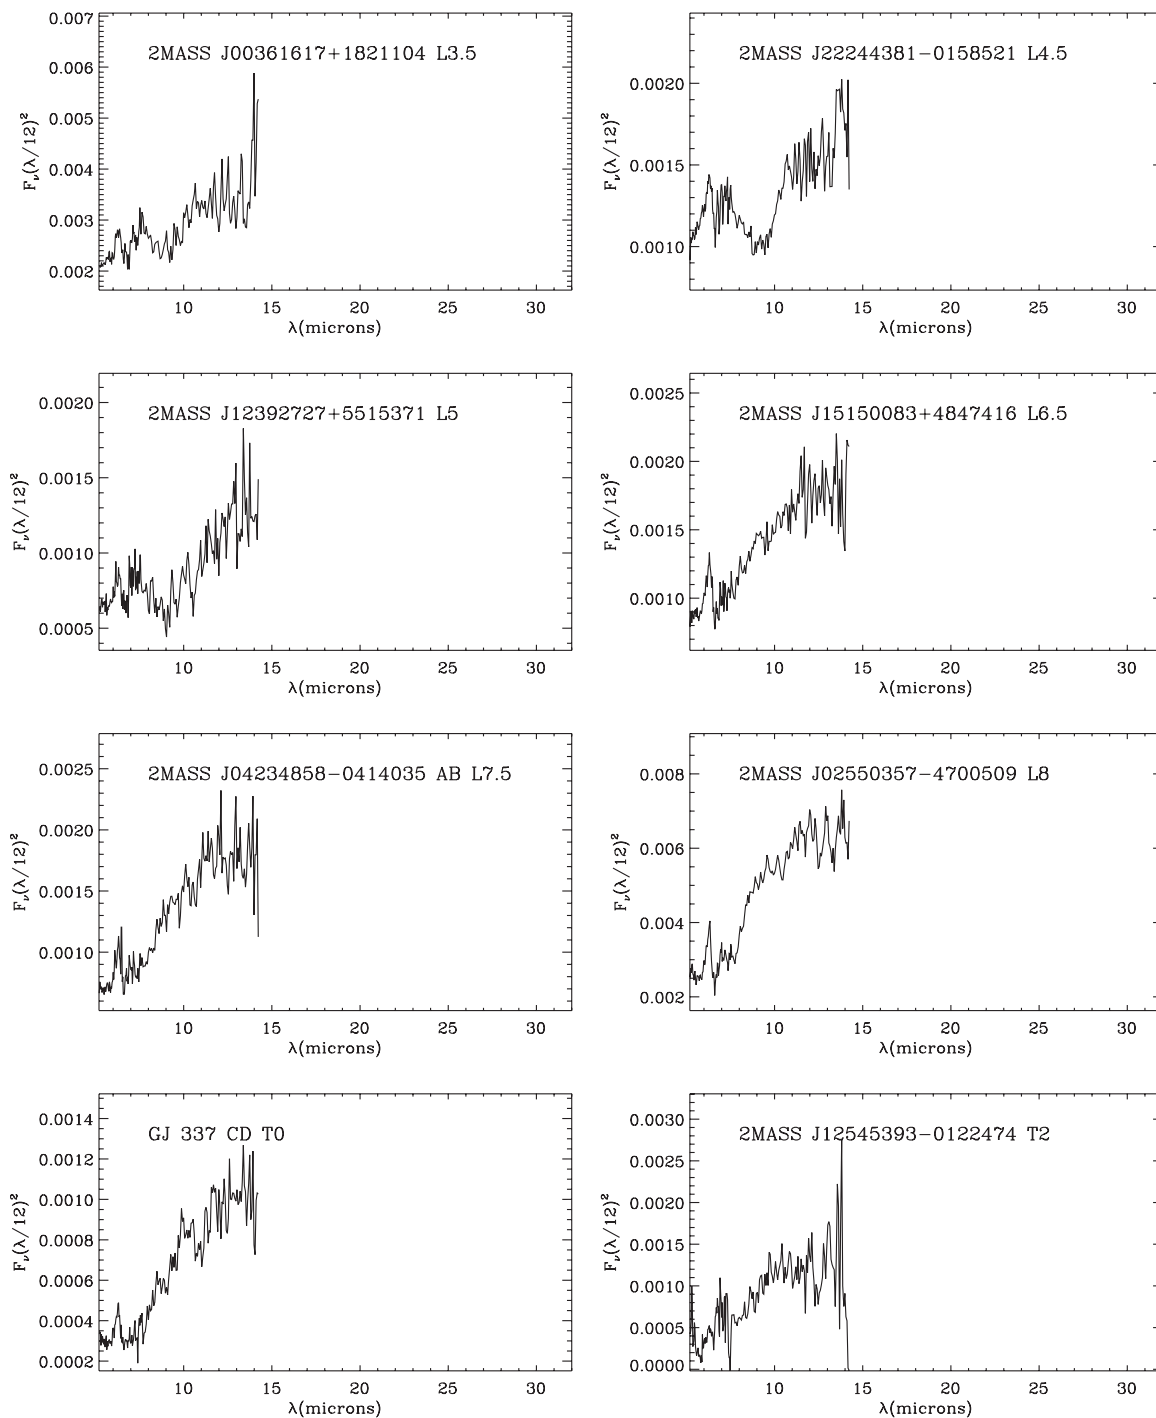 2MASS J00361617+1821104 L3.5
0.007
0.006
0.005
0.004
0.003
0.002
Fν(λ/12)²
10 15 20 25 30
λ(microns)
2MASS J22244381−0158521 L4.5
0.0020
0.0015
0.0010
Fν(λ/12)²
10 15 20 25 30
λ(microns)
2MASS J12392727+5515371 L5
0.0020
0.0015
0.0010
0.0005
Fν(λ/12)²
10 15 20 25 30
λ(microns)
2MASS J15150083+4847416 L6.5
0.0025
0.0020
0.0015
0.0010
Fν(λ/12)²
10 15 20 25 30
λ(microns)
2MASS J04234858−0414035 AB L7.5
0.0025
0.0020
0.0015
0.0010
Fν(λ/12)²
10 15 20 25 30
λ(microns)
2MASS J02550357−4700509 L8
0.008
0.006
0.004
0.002
Fν(λ/12)²
10 15 20 25 30
λ(microns)
GJ 337 CD T0
0.0014
0.0012
0.0010
0.0008
0.0006
0.0004
0.0002
Fν(λ/12)²
10 15 20 25 30
λ(microns)
2MASS J12545393−0122474 T2
0.0030
0.0025
0.0020
0.0015
0.0010
0.0005
0.0000
Fν(λ/12)²
10 15 20 25 30
λ(microns)